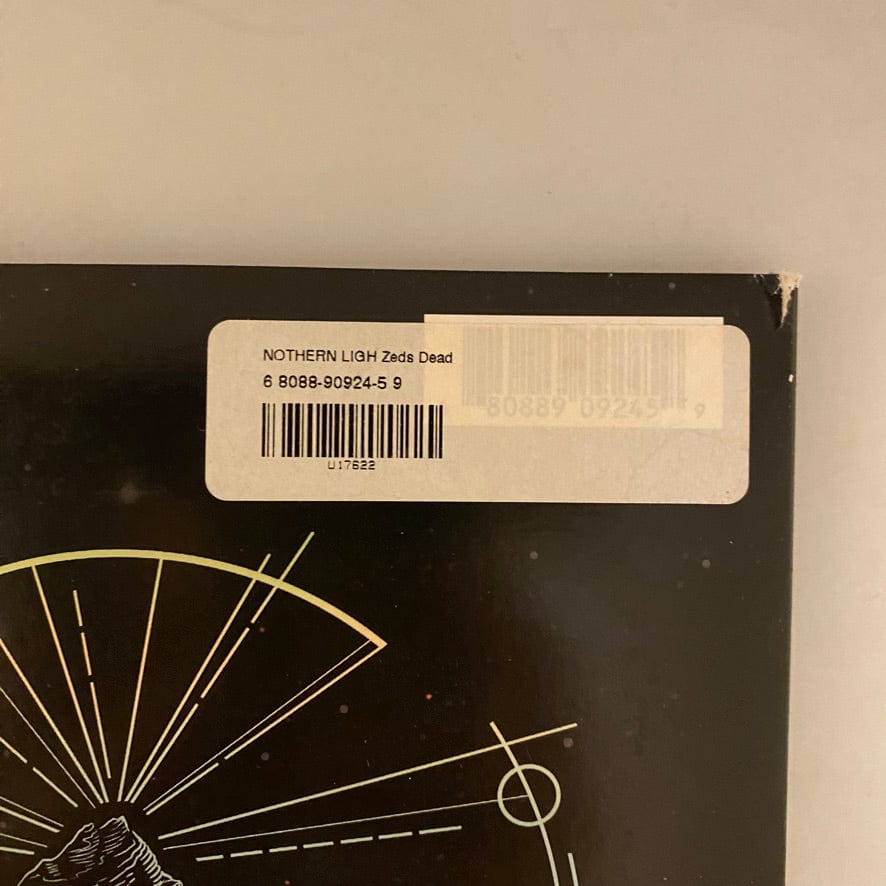 NOTHERN LIGH Zeds Dead
6 8088-90924-5 9
U17622
80889 09245 9